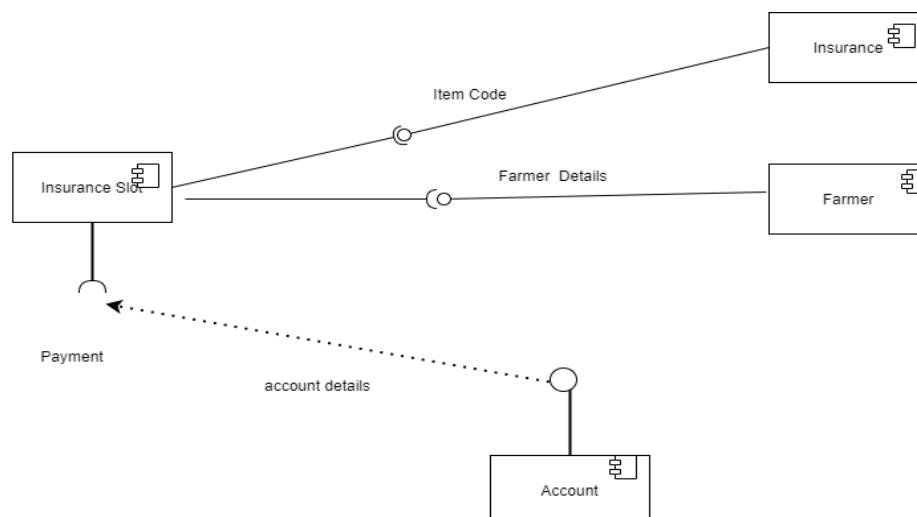 Insurance
Item Code
Farmer Details
Insurance Slot
Farmer
Payment
account details
Account